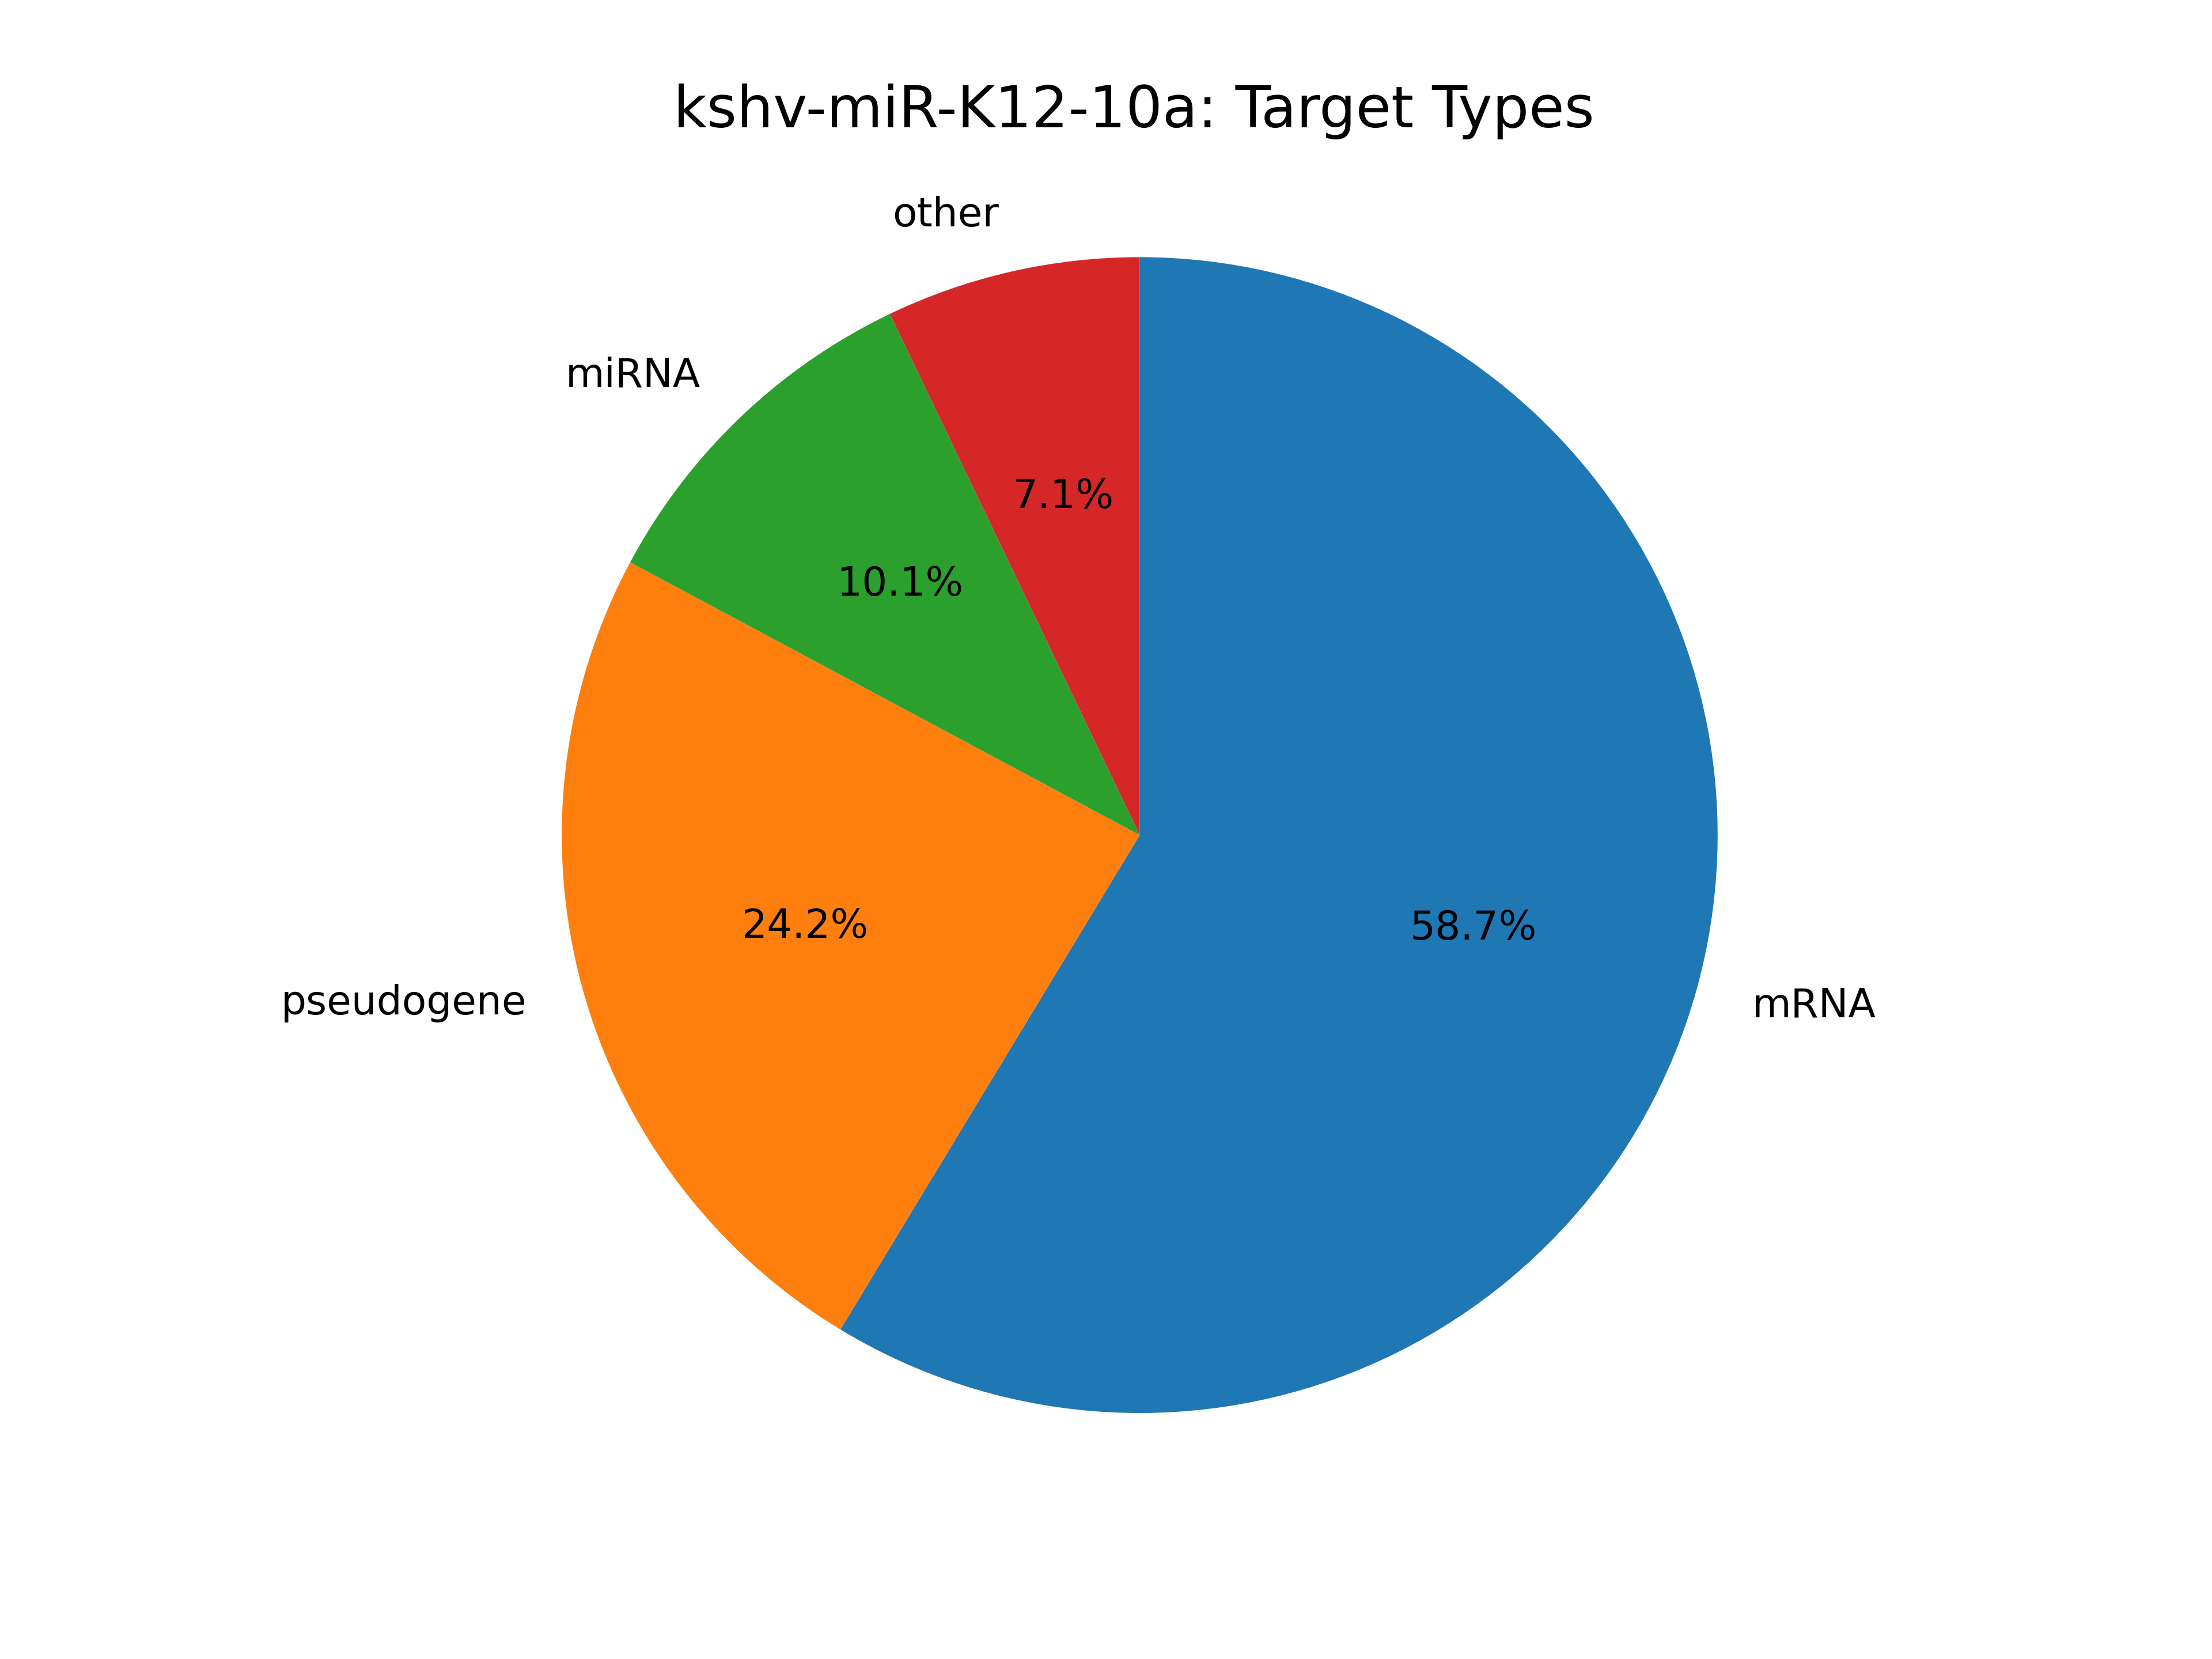 kshv-miR-K12-10a: Target Types
other
miRNA
7.1%
10.1%
24.2%
58.7%
pseudogene
mRNA